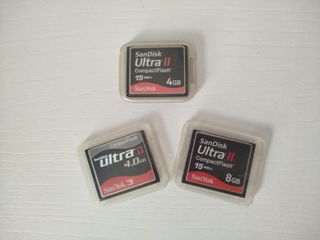 SanDisk
Ultra II
CompactFlash
15 MB/s
4GB
SanDisk
SanDisk
ultra II
4.0 GB
SanDisk
SanDisk
Ultra II
CompactFlash
15 MB/s
8GB
SanDisk